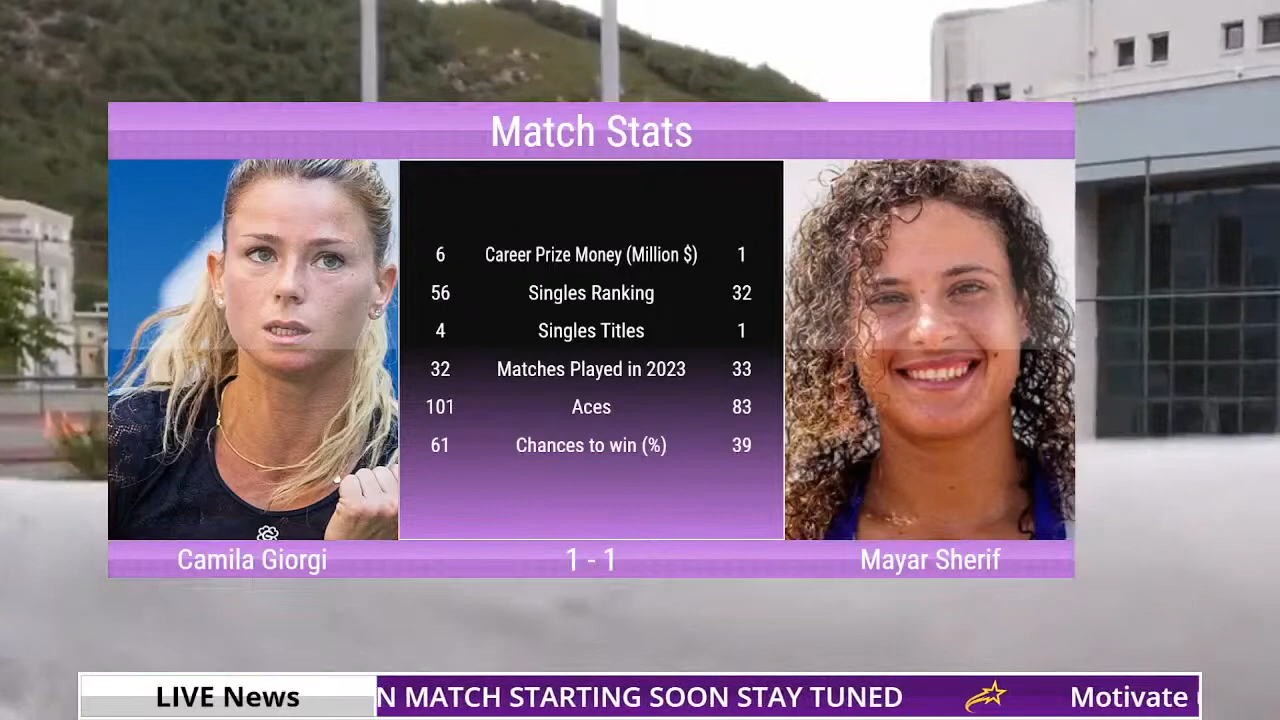 Match Stats
6 Career Prize Money (Million $) 1
56 Singles Ranking 32
4 Singles Titles 1
32 Matches Played in 2023 33
101 Aces 83
61 Chances to win (%) 39
Camila Giorgi 1 - 1 Mayar Sherif
LIVE News N MATCH STARTING SOON STAY TUNED Motivate